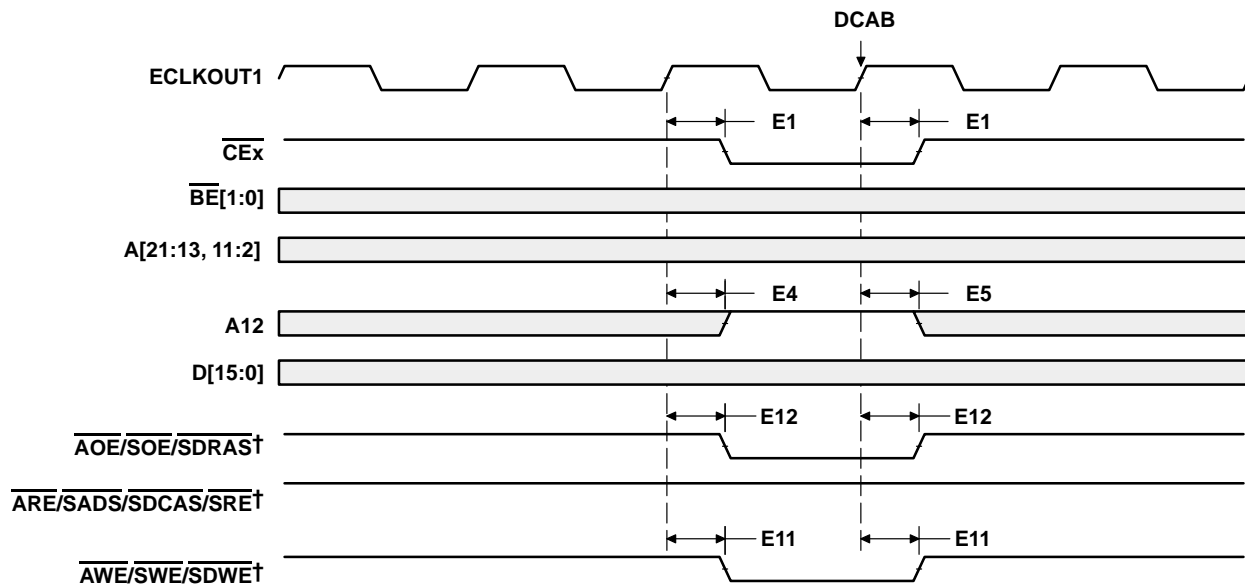 DCAB
ECLKOUT1
E1 E1
CEx
BE[1:0]
A[21:13, 11:2]
E4 E5
A12
D[15:0]
E12 E12
AOE/SOE/SDRAS†
ARE/SADS/SDCAS/SRE†
E11 E11
AWE/SWE/SDWE†